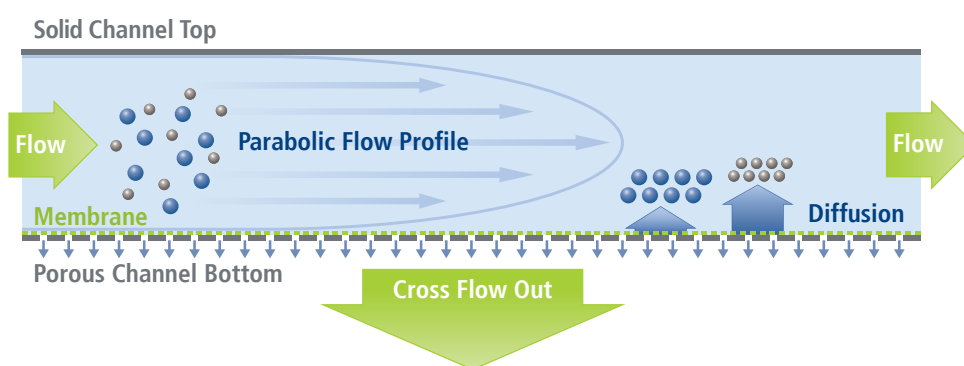 Solid Channel Top
Flow
Parabolic Flow Profile
Flow
Membrane
Diffusion
Porous Channel Bottom
Cross Flow Out